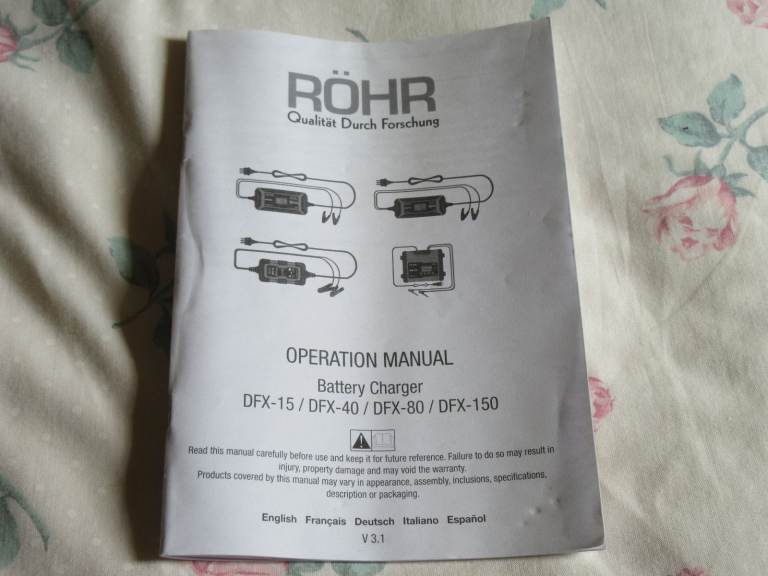 RÖHR
Qualität Durch Forschung
OPERATION MANUAL
Battery Charger
DFX-15 / DFX-40 / DFX-80 / DFX-150
Read this manual carefully before use and keep it for future reference. Failure to do so may result in
injury, property damage and may void the warranty.
Products covered by this manual may vary in appearance, assembly, inclusions, specifications,
description or packaging.
English Français Deutsch Italiano Español
V 3.1